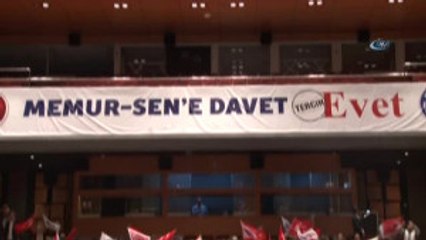 MEMUR-SEN'E DAVET TERCİH Evet